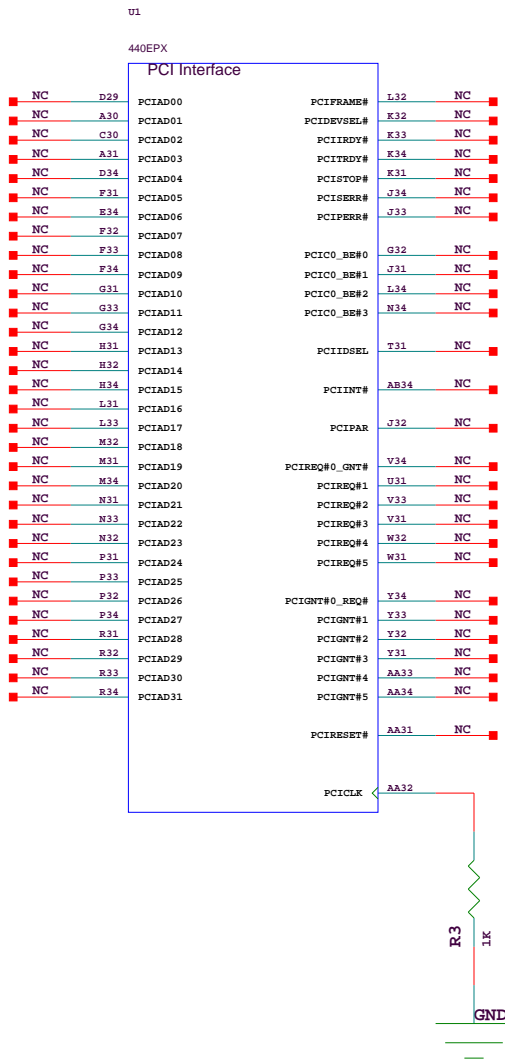 U1
440EPX
PCI Interface
NC D29 PCIAD00 PCIFRAME# L32 NC
NC A30 PCIAD01 PCIDEVSEL# K32 NC
NC C30 PCIAD02 PCIIRDY# K33 NC
NC A31 PCIAD03 PCITRDY# K34 NC
NC D34 PCIAD04 PCISTOP# K31 NC
NC F31 PCIAD05 PCISERR# J34 NC
NC E34 PCIAD06 PCIPERR# J33 NC
NC F32 PCIAD07
NC F33 PCIAD08 PCIC0_BE#0 G32 NC
NC F34 PCIAD09 PCIC0_BE#1 J31 NC
NC G31 PCIAD10 PCIC0_BE#2 L34 NC
NC G33 PCIAD11 PCIC0_BE#3 N34 NC
NC G34 PCIAD12
NC H31 PCIAD13 PCIIDSEL T31 NC
NC H32 PCIAD14
NC H34 PCIAD15 PCIINT# AB34 NC
NC L31 PCIAD16
NC L33 PCIAD17 PCIPAR J32 NC
NC M32 PCIAD18
NC M31 PCIAD19 PCIREQ#0_GNT# V34 NC
NC M34 PCIAD20 PCIREQ#1 U31 NC
NC N31 PCIAD21 PCIREQ#2 V33 NC
NC N33 PCIAD22 PCIREQ#3 V31 NC
NC N32 PCIAD23 PCIREQ#4 W32 NC
NC P31 PCIAD24 PCIREQ#5 W31 NC
NC P33 PCIAD25
NC P32 PCIAD26 PCIGNT#0_REQ# Y34 NC
NC P34 PCIAD27 PCIGNT#1 Y33 NC
NC R31 PCIAD28 PCIGNT#2 Y32 NC
NC R32 PCIAD29 PCIGNT#3 Y31 NC
NC R33 PCIAD30 PCIGNT#4 AA33 NC
NC R34 PCIAD31 PCIGNT#5 AA34 NC
PCIRESET# AA31 NC
PCICLK AA32
R3
1K
GND